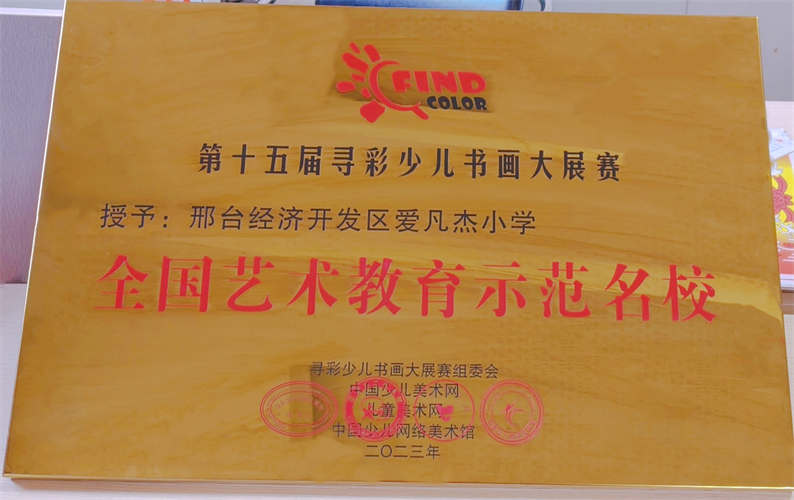 FIND
COLOR
第十五届寻彩少儿书画大展赛
授予：邢台经济开发区爱凡杰小学
全国艺术教育示范名校
寻彩少儿书画大展赛组委会
中国少儿美术网
儿童美术网
中国少儿网络美术馆
二〇二三年